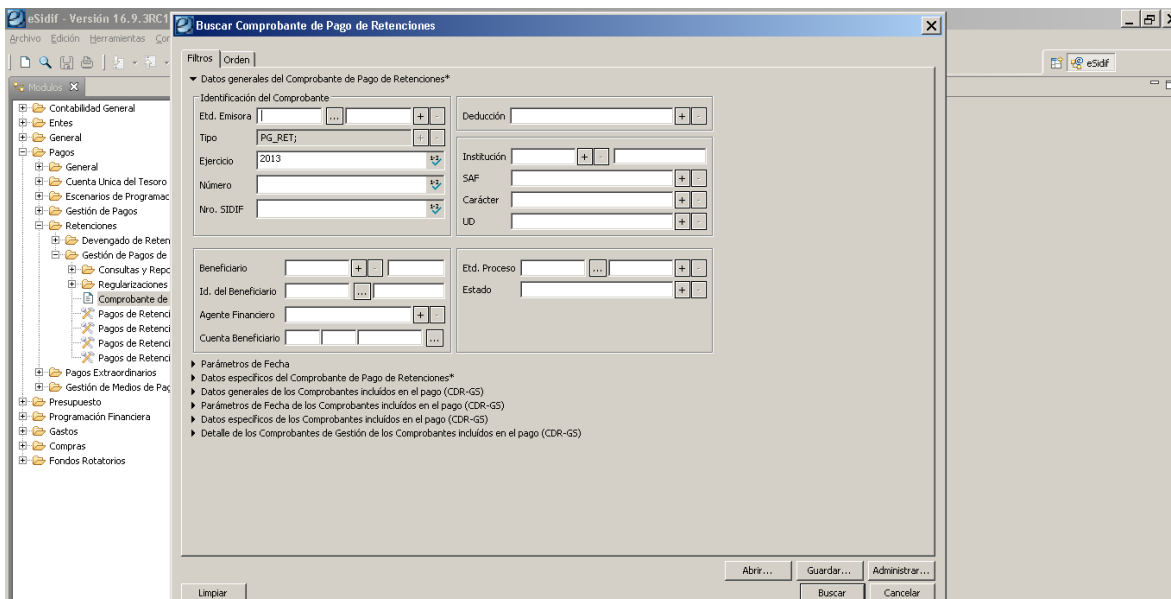 eSidif - Versión 16.9.3RC1
Archivo Edición Herramientas
Modulos
Contabilidad General
Entes
General
Pagos
General
Cuenta Unica del Tesoro
Escenarios de Programac
Gestión de Pagos
Retenciones
Devengado de Reten
Gestión de Pagos de
Consultas y Repo
Regularizaciones
Comprobante de
Pagos de Retenci
Pagos de Retenci
Pagos de Retenci
Pagos de Retenci
Pagos Extraordinarios
Gestión de Medios de Pag
Presupuesto
Programación Financiera
Gastos
Compras
Fondos Rotatorios
Buscar Comprobante de Pago de Retenciones
Filtros Orden
Datos generales del Comprobante de Pago de Retenciones*
Identificación del Comprobante
Etd. Emisora ... + -
Tipo PG_RET; + -
Ejercicio 2013
Número
Nro. SIDIF
Deducción + -
Institución + -
SAF + -
Carácter + -
UD + -
Beneficiario + -
Id. del Beneficiario ...
Agente Financiero + -
Cuenta Beneficiario ...
Etd. Proceso ... + -
Estado + -
Parámetros de Fecha
Datos específicos del Comprobante de Pago de Retenciones*
Datos generales de los Comprobantes incluídos en el pago (CDR-GS)
Parámetros de Fecha de los Comprobantes incluídos en el pago (CDR-GS)
Datos específicos de los Comprobantes incluídos en el pago (CDR-GS)
Detalle de los Comprobantes de Gestión de los Comprobantes incluídos en el pago (CDR-GS)
Abrir... Guardar... Administrar...
Limpiar Buscar Cancelar
eSidif